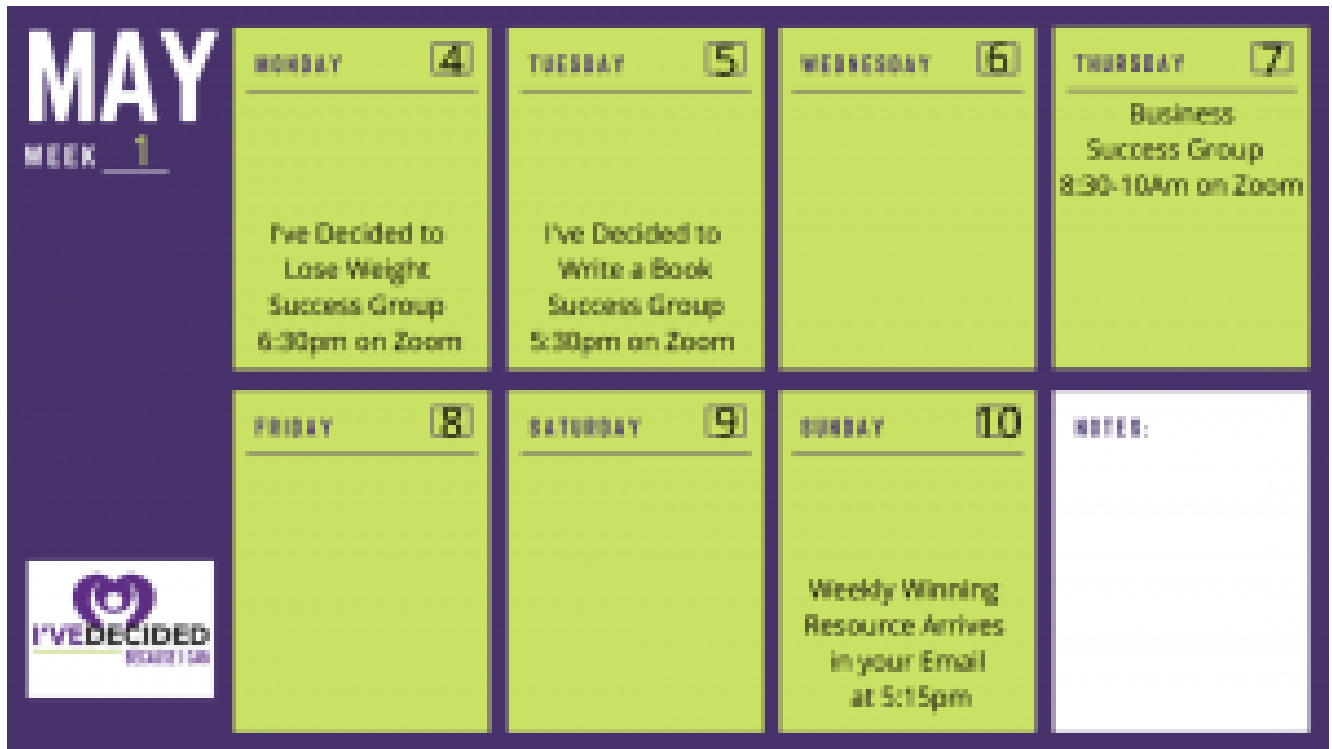 MAY
WEEK 1
MONDAY 4
I've Decided to
Lose Weight
Success Group
6:30pm on Zoom
TUESDAY 5
I've Decided to
Write a Book
Success Group
5:30pm on Zoom
WEDNESDAY 6
THURSDAY 7
Business
Success Group
8:30-10Am on Zoom
FRIDAY 8
SATURDAY 9
SUNDAY 10
Weekly Winning
Resource Arrives
in your Email
at 5:15pm
NOTES:
I'VEDECIDED
BECAUSE I CAN